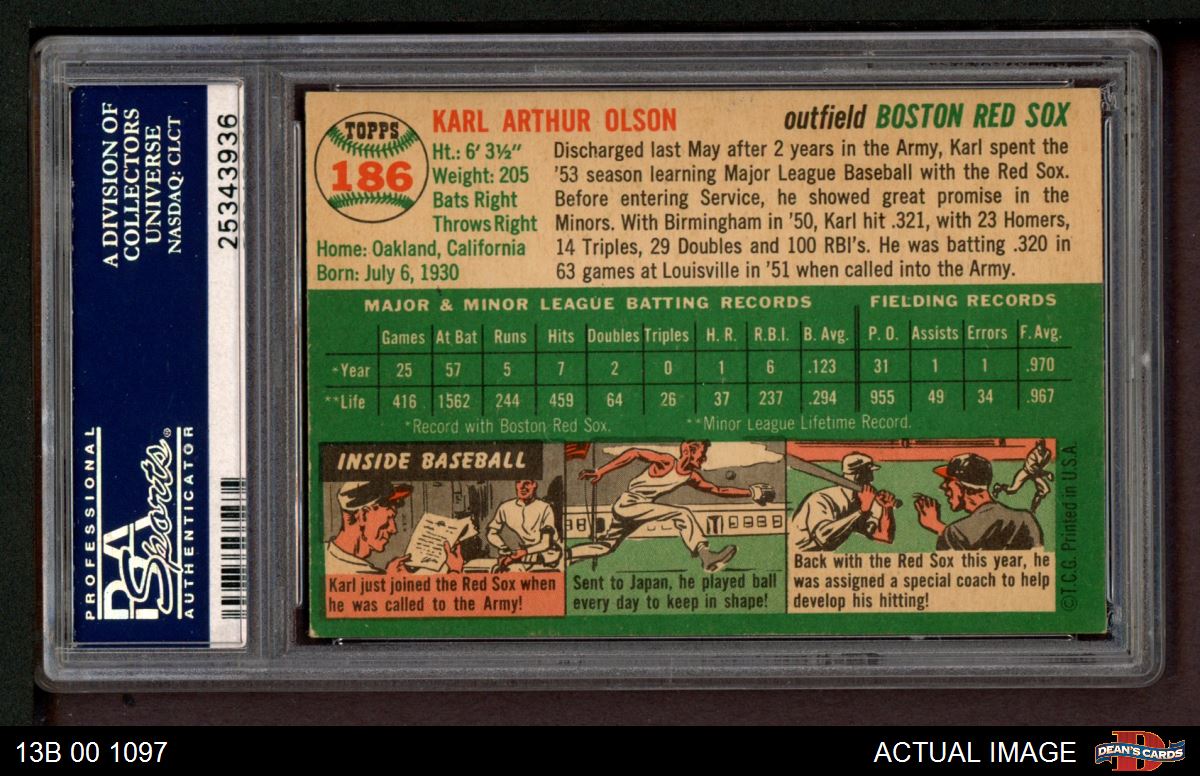 A DIVISION OF
COLLECTORS
UNIVERSE
NASDAQ: CLCT
25343936
PROFESSIONAL
PSA
Sports®
AUTHENTICATOR
TOPPS
186
KARL ARTHUR OLSON
outfield BOSTON RED SOX
Ht.: 6' 3½"
Weight: 205
Bats Right
Throws Right
Home: Oakland, California
Born: July 6, 1930
Discharged last May after 2 years in the Army, Karl spent the
'53 season learning Major League Baseball with the Red Sox.
Before entering Service, he showed great promise in the
Minors. With Birmingham in '50, Karl hit .321, with 23 Homers,
14 Triples, 29 Doubles and 100 RBI's. He was batting .320 in
63 games at Louisville in '51 when called into the Army.
MAJOR & MINOR LEAGUE BATTING RECORDS FIELDING RECORDS
Games At Bat Runs Hits Doubles Triples H. R. R.B.I. B. Avg. P. O. Assists Errors F. Avg.
*Year 25 57 5 7 2 0 1 6 .123 31 1 1 .970
**Life 416 1562 244 459 64 26 37 237 .294 955 49 34 .967
*Record with Boston Red Sox. **Minor League Lifetime Record.
INSIDE BASEBALL
Karl just joined the Red Sox when
he was called to the Army!
Sent to Japan, he played ball
every day to keep in shape!
Back with the Red Sox this year, he
was assigned a special coach to help
develop his hitting!
©T.C.G. Printed in U.S.A.
13B 00 1097
ACTUAL IMAGE
DEAN'S CARDS